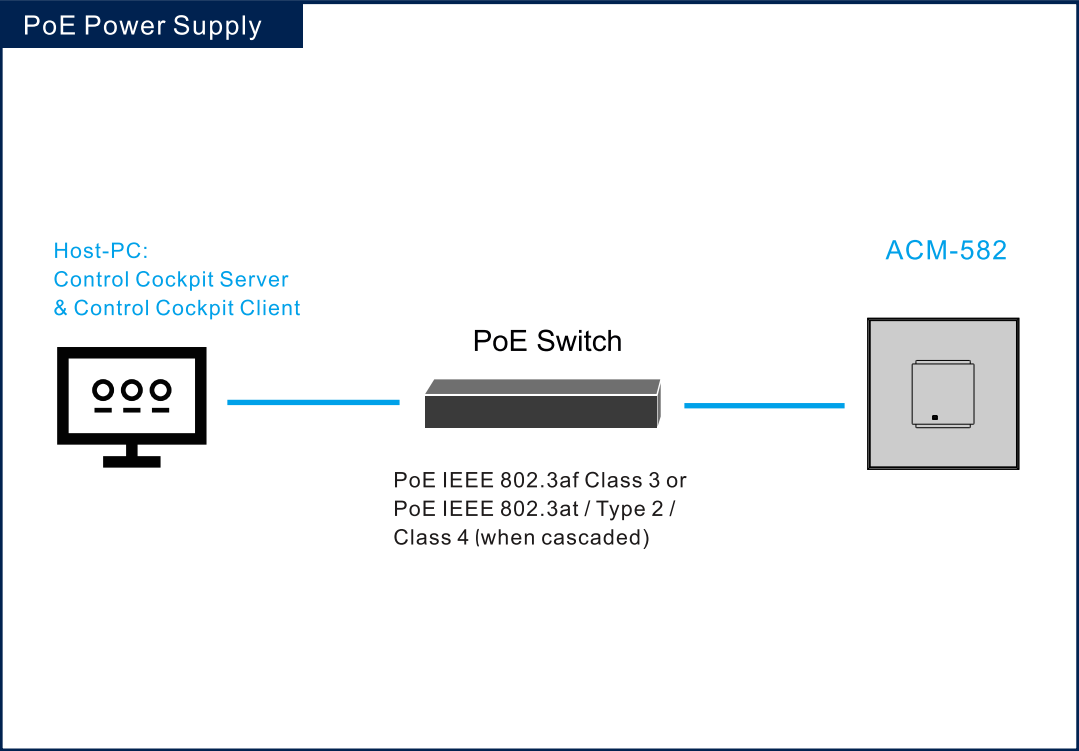 PoE Power Supply
Host-PC:
Control Cockpit Server
& Control Cockpit Client
ACM-582
PoE Switch
PoE IEEE 802.3af Class 3 or
PoE IEEE 802.3at / Type 2 /
Class 4 (when cascaded)